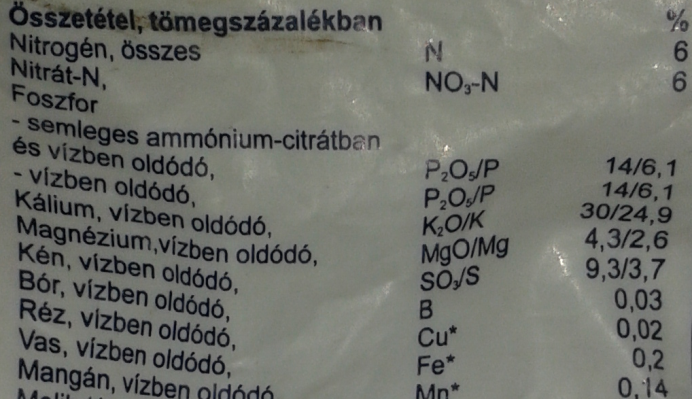 Összetétel, tömegszázalékban %
Nitrogén, összes N 6
Nitrát-N, NO₃-N 6
Foszfor
- semleges ammónium-citrátban
és vízben oldódó, P₂O₅/P 14/6,1
- vízben oldódó, P₂O₅/P 14/6,1
Kálium, vízben oldódó, K₂O/K 30/24,9
Magnézium,vízben oldódó, MgO/Mg 4,3/2,6
Kén, vízben oldódó, SO₃/S 9,3/3,7
Bór, vízben oldódó, B 0,03
Réz, vízben oldódó, Cu* 0,02
Vas, vízben oldódó, Fe* 0,2
Mangán, vízben oldódó Mn* 0,14